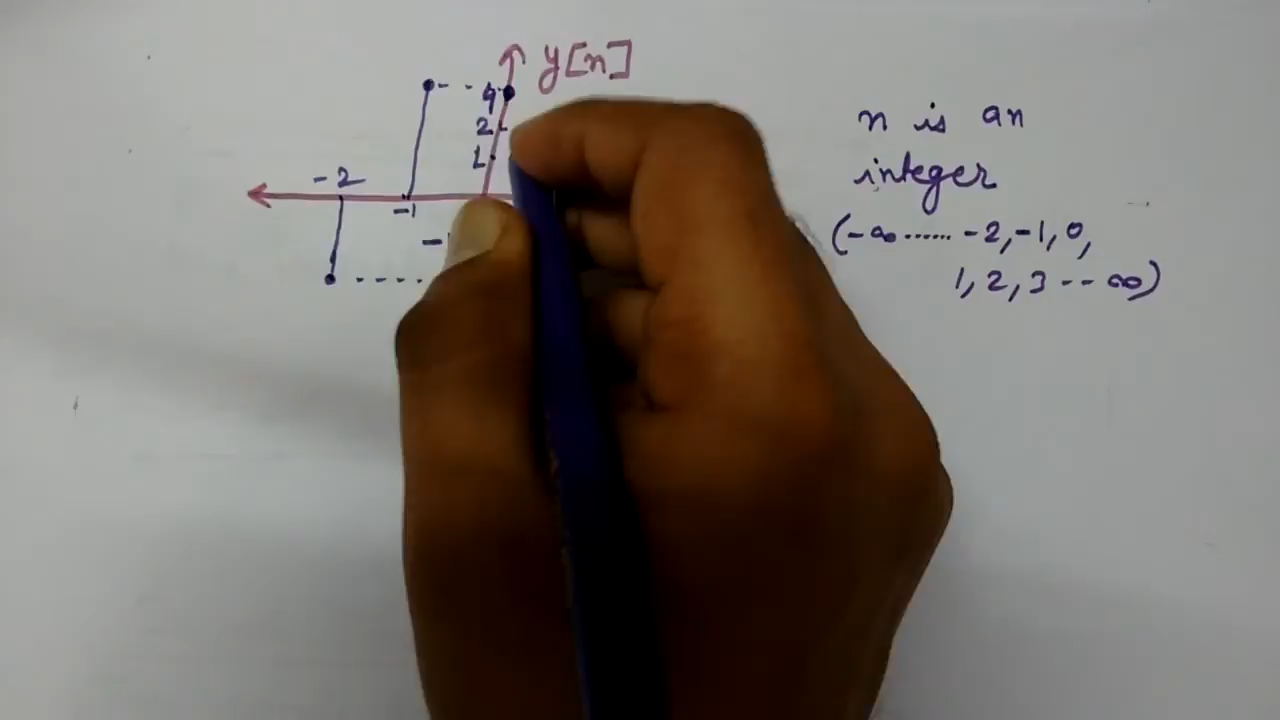 y[n]
4
2
1
-2
-1
n is an
integer
(-∞ ...... -2, -1, 0,
1, 2, 3 -- ∞)